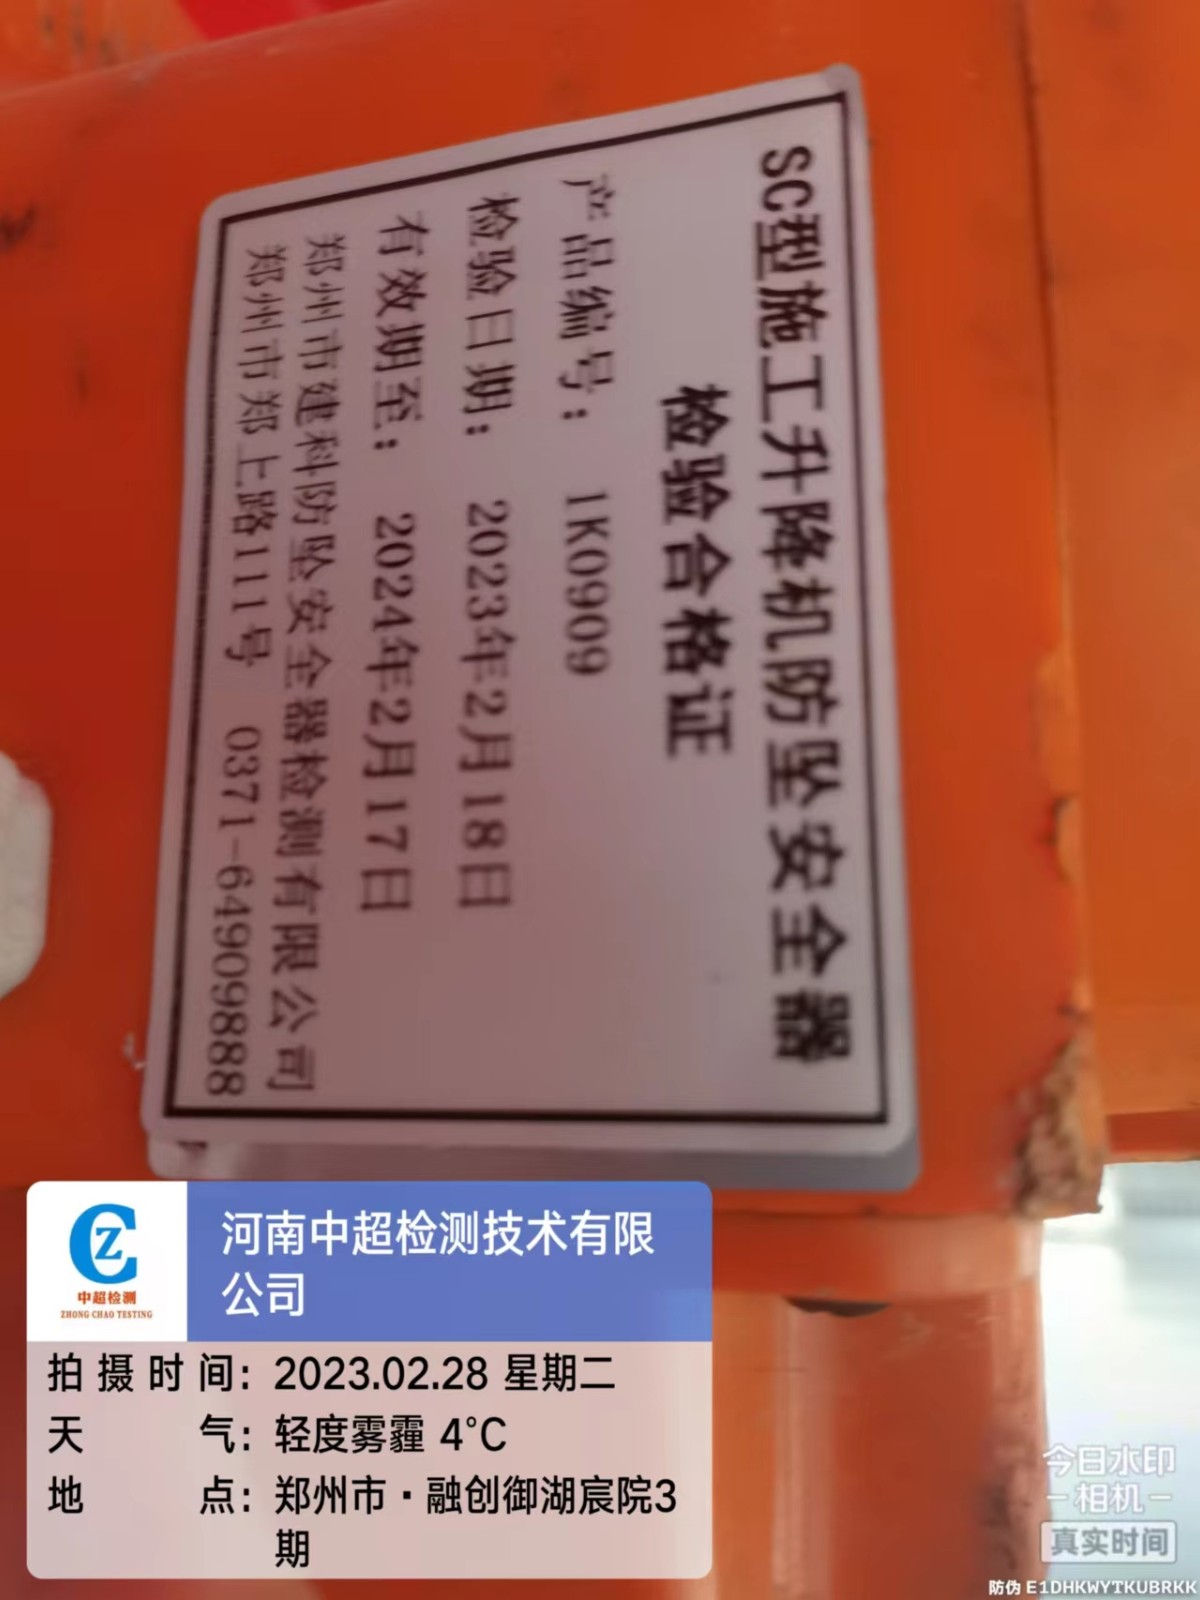 SC型施工升降机防坠安全器
检验合格证
产品编号： 1K0909
检验日期： 2023年2月18日
有效期至： 2024年2月17日
郑州市建科防坠安全器检测有限公司
郑州市郑上路111号 0371-64909888
中超检测
ZHONG CHAO TESTING
河南中超检测技术有限
公司
拍摄时间：2023.02.28 星期二
天气：轻度雾霾 4°C
地点：郑州市·融创御湖宸院3
期
今日水印
相机
真实时间
防伪 E1DHKWYTKUBRKK